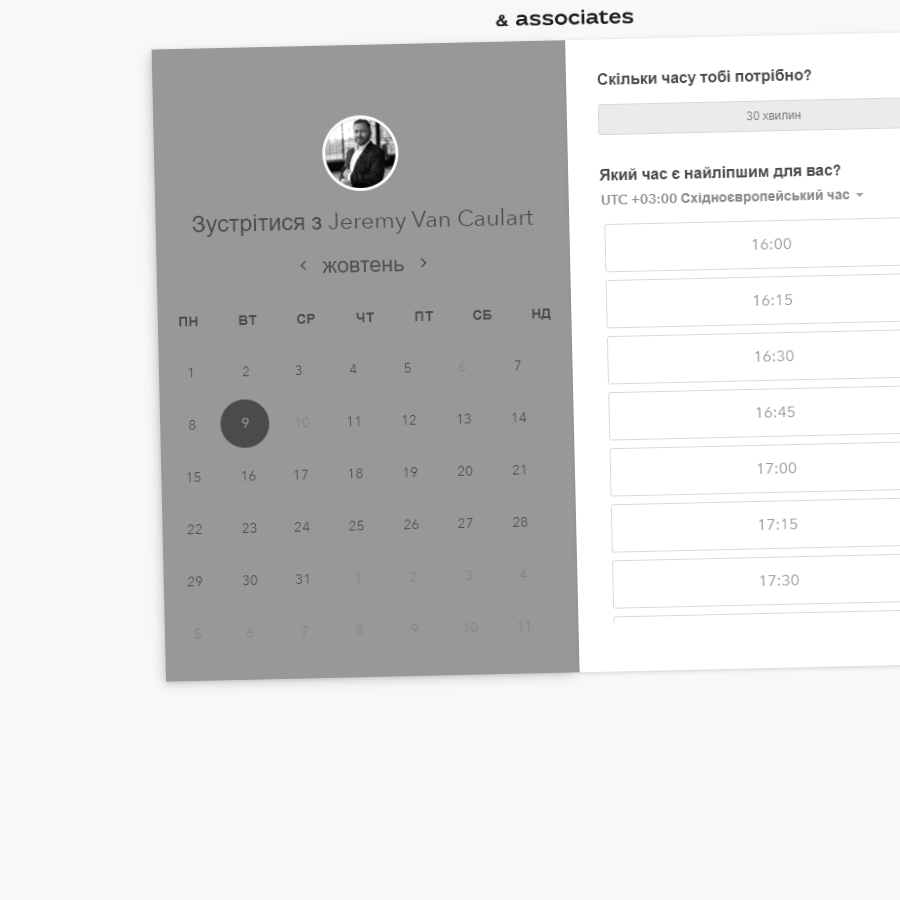 & associates
Зустрітися з Jeremy Van Caulart
жовтень
ПН ВТ СР ЧТ ПТ СБ НД
1 2 3 4 5 6 7
8 9 10 11 12 13 14
15 16 17 18 19 20 21
22 23 24 25 26 27 28
29 30 31 1 2 3 4
5 6 7 8 9 10 11
Скільки часу тобі потрібно?
30 хвилин
Який час є найліпшим для вас?
UTC +03:00 Східноєвропейський час
16:00
16:15
16:30
16:45
17:00
17:15
17:30